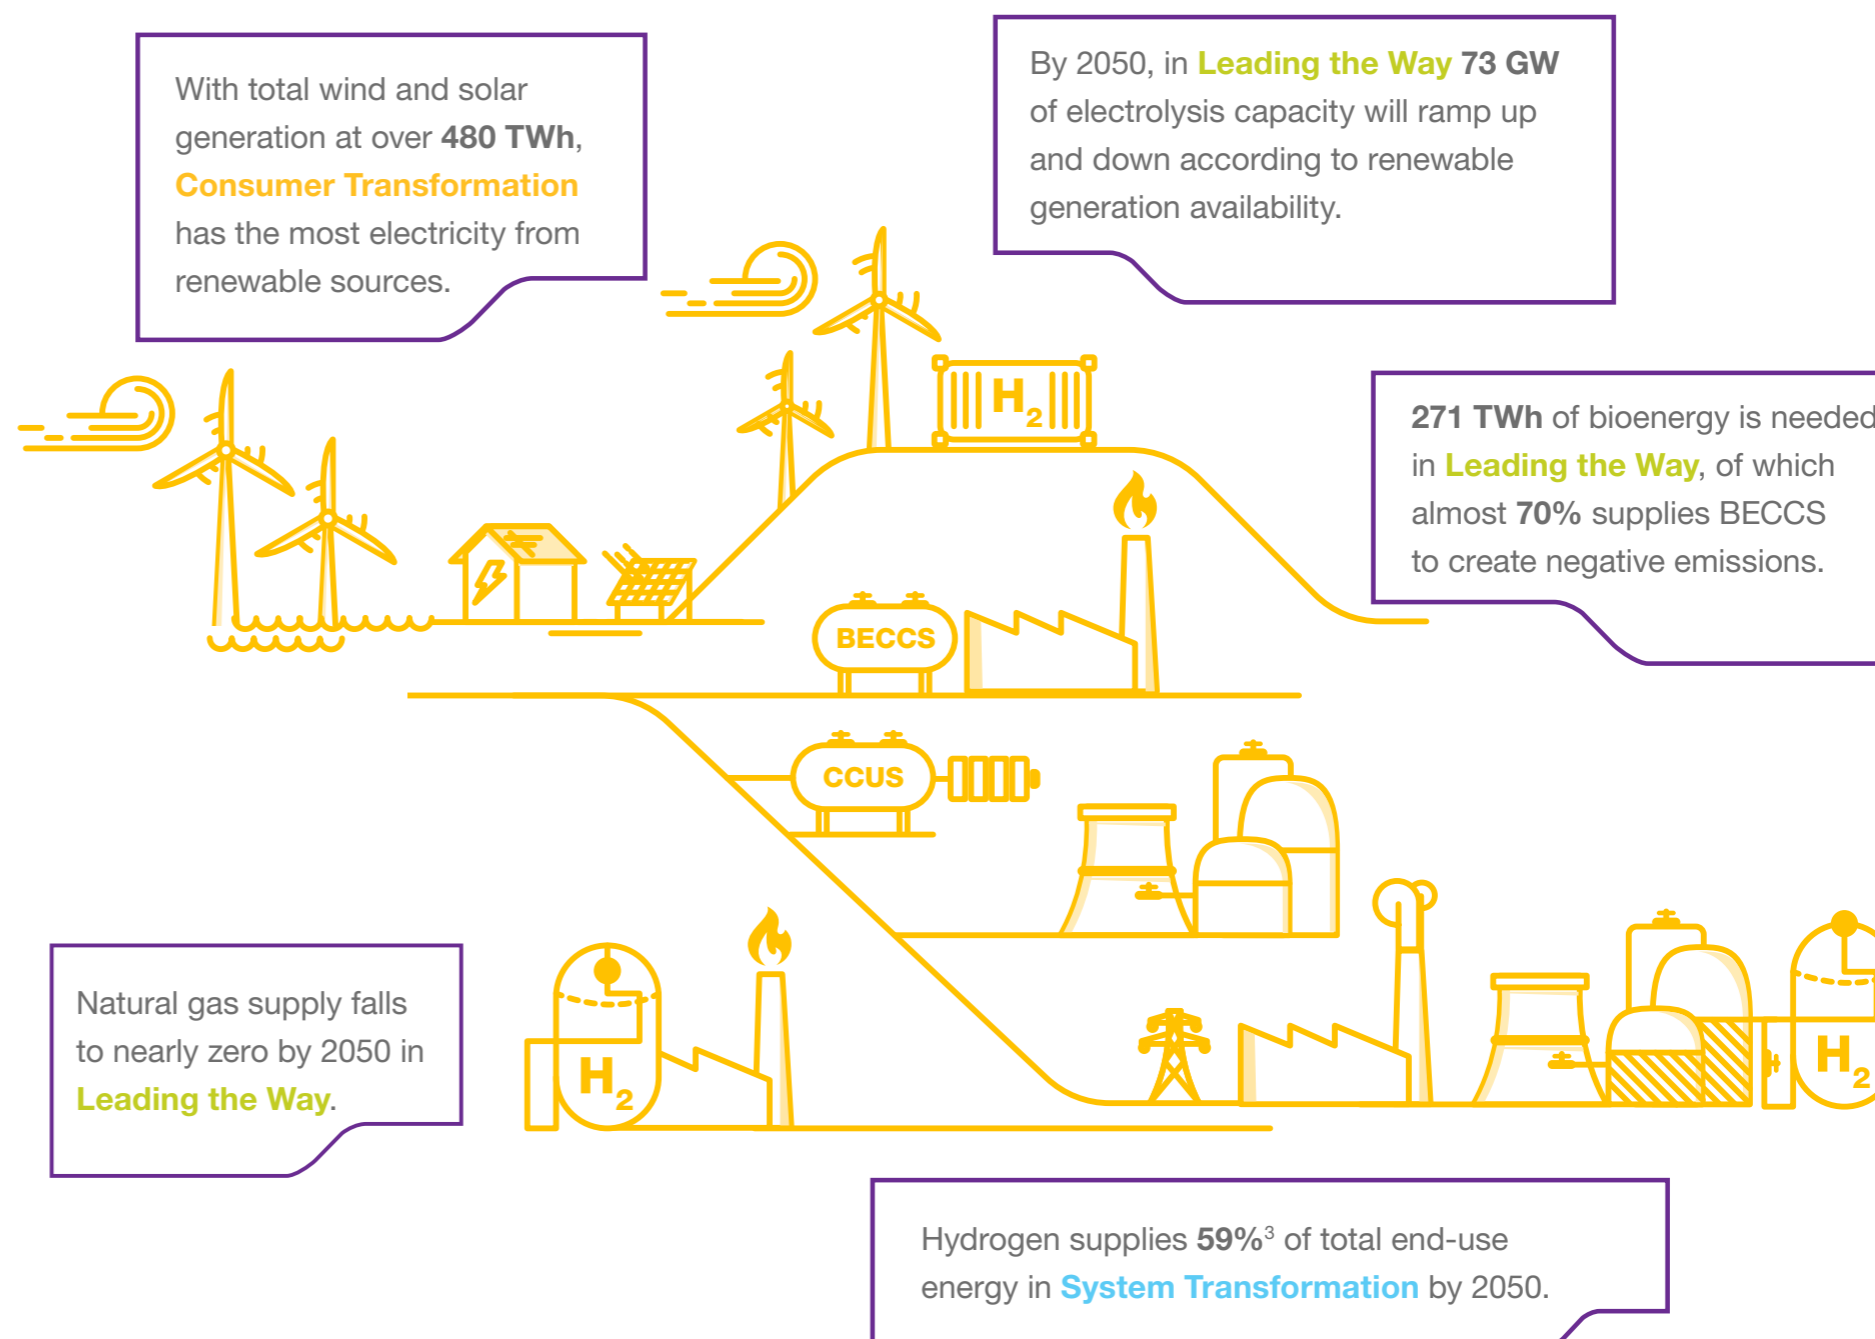 With total wind and solar
generation at over 480 TWh,
Consumer Transformation
has the most electricity from
renewable sources.
By 2050, in Leading the Way 73 GW
of electrolysis capacity will ramp up
and down according to renewable
generation availability.
H2
271 TWh of bioenergy is needed
in Leading the Way, of which
almost 70% supplies BECCS
to create negative emissions.
BECCS
CCUS
Natural gas supply falls
to nearly zero by 2050 in
Leading the Way.
H2
H2
Hydrogen supplies 59%³ of total end-use
energy in System Transformation by 2050.